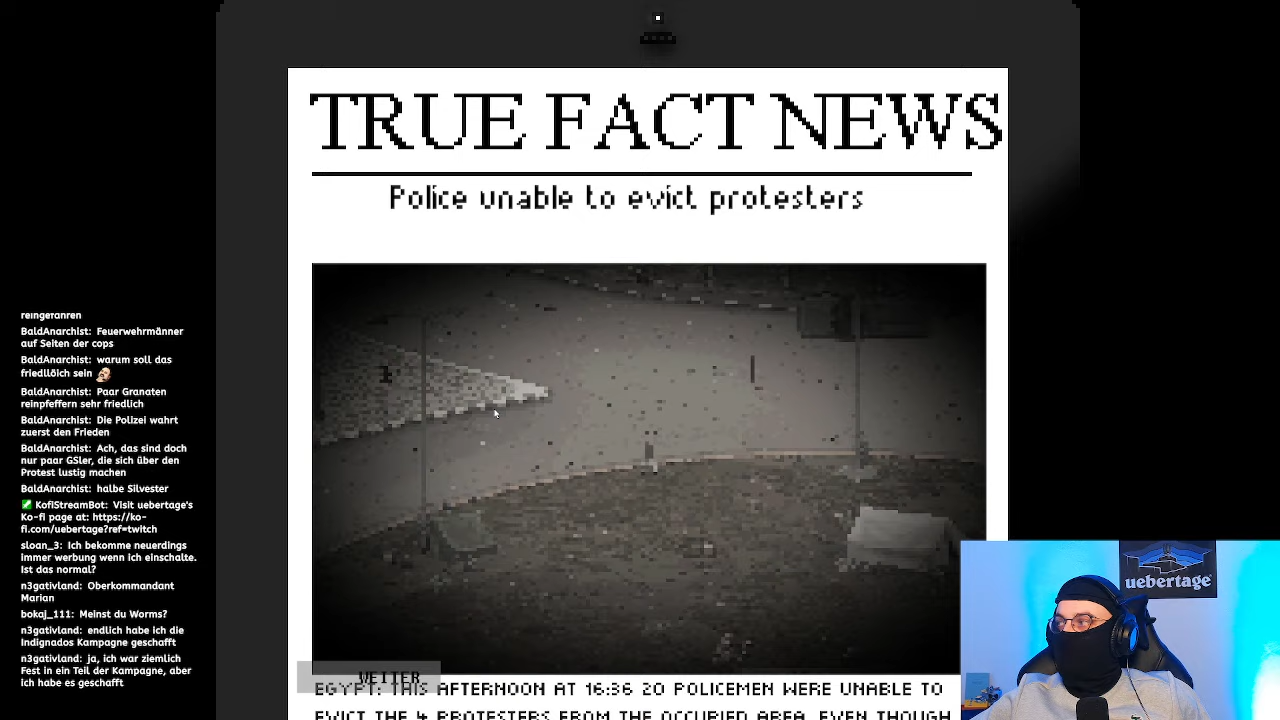 TRUE FACT NEWS
Police unable to evict protesters
WEITER
EGYPT: THIS AFTERNOON AT 16:36 20 POLICEMEN WERE UNABLE TO
EVICT THE 4 PROTESTERS FROM THE OCCUPIED AREA, EVEN THOUGH
reingefahren
BaldAnarchist: Feuerwehrmänner
auf Seiten der cops
BaldAnarchist: warum soll das
friedllöich sein
BaldAnarchist: Paar Granaten
reinpfeffern sehr friedlich
BaldAnarchist: Die Polizei wahrt
zuerst den Frieden
BaldAnarchist: Ach, das sind doch
nur paar GSler, die sich über den
Protest lustig machen
BaldAnarchist: halbe Silvester
KofiStreamBot: Visit uebertage's
Ko-fi page at: https://ko-
fi.com/uebertage?ref=twitch
sloan_3: Ich bekomme neuerdings
immer werbung wenn ich einschalte.
Ist das normal?
n3gativland: Oberkommandant
Marian
bokaj_111: Meinst du Worms?
n3gativland: endlich habe ich die
Indignados Kampagne geschafft
n3gativland: ja, ich war ziemlich
Fest in ein Teil der Kampagne, aber
ich habe es geschafft
uebertage